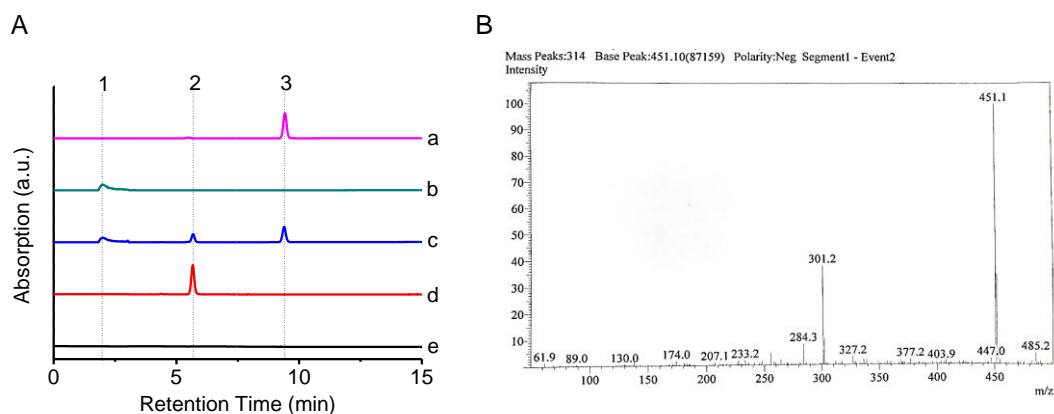 A
1 2 3
a
b
c
d
e
Absorption (a.u.)
0 5 10 15
Retention Time (min)
B
Mass Peaks:314 Base Peak:451.10(87159) Polarity:Neg Segment1 - Event2
Intensity
100
90
80
70
60
50
40
30
20
10
451.1
301.2
284.3
61.9 89.0 130.0 174.0 207.1 233.2 327.2 377.2 403.9 447.0 485.2
100 150 200 250 300 350 400 450
m/z